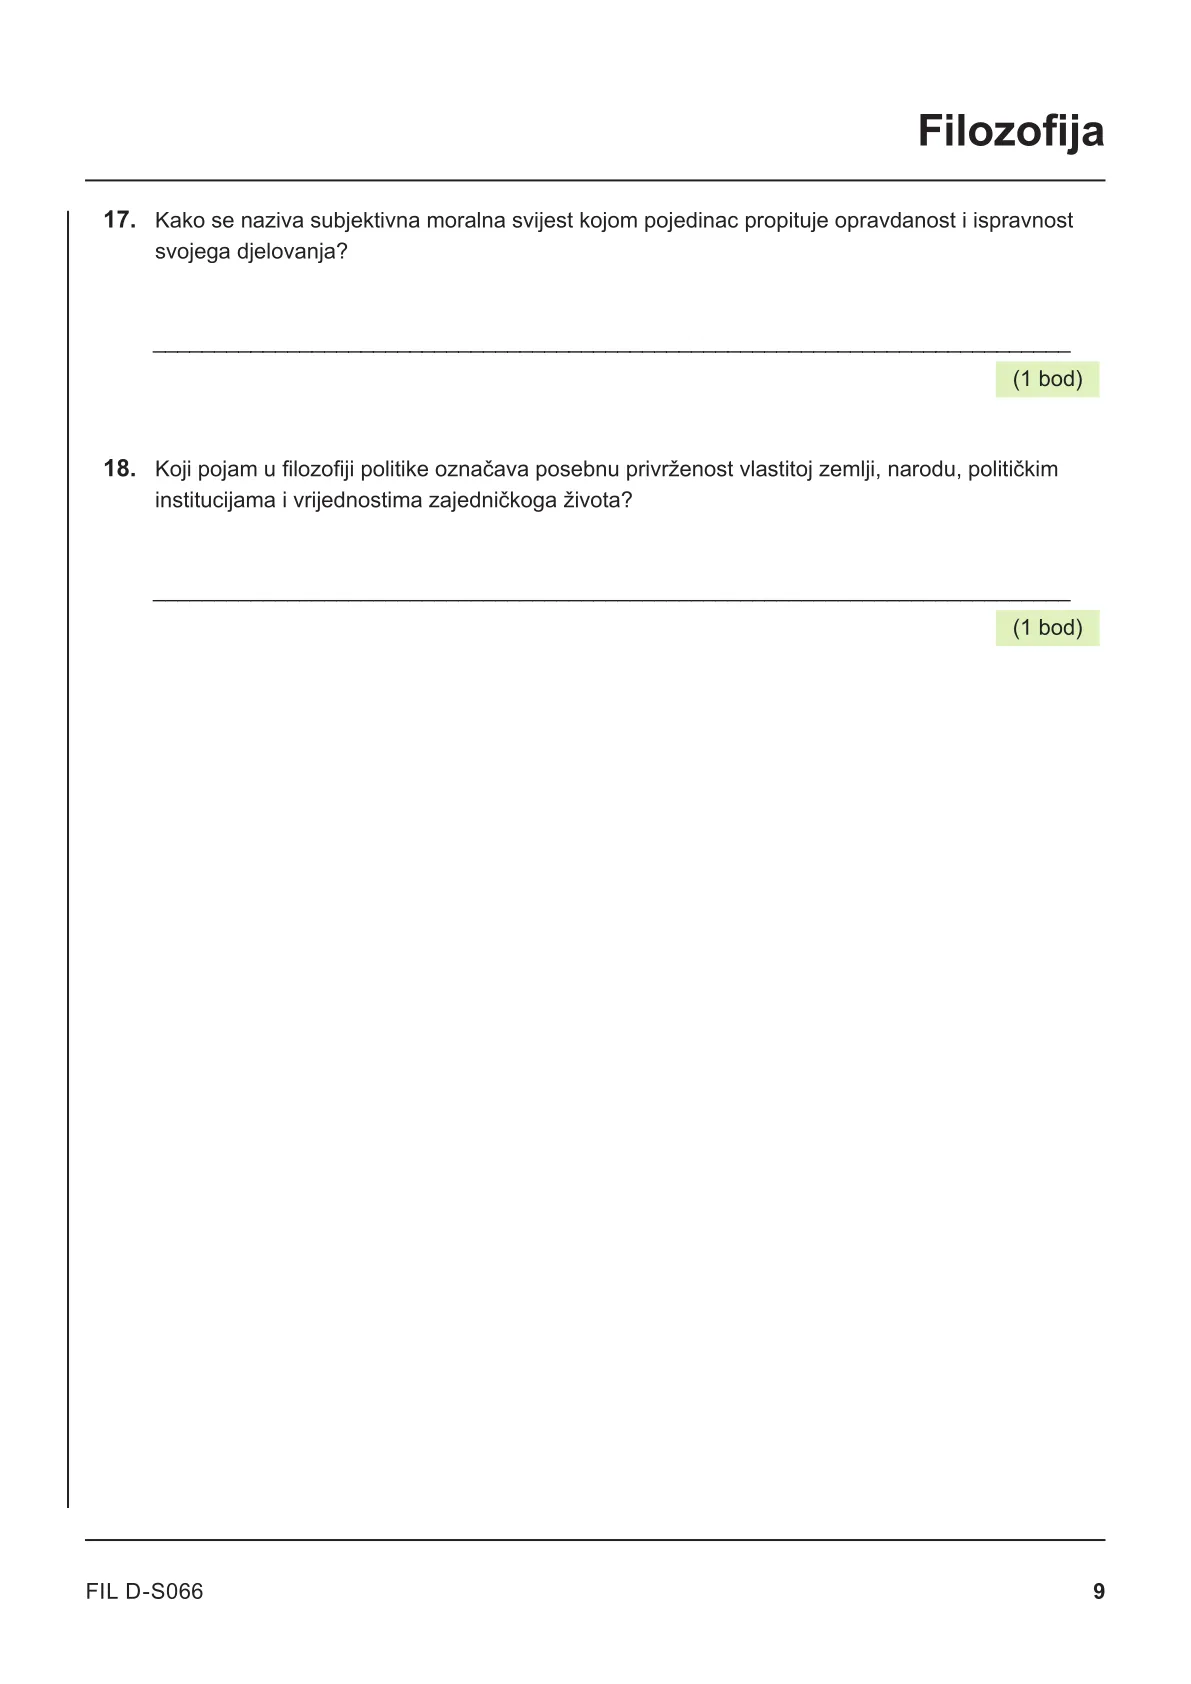 Filozofija
17. Kako se naziva subjektivna moralna svijest kojom pojedinac propituje opravdanost i ispravnost
svojega djelovanja?
(1 bod)
18. Koji pojam u filozofiji politike označava posebnu privrženost vlastitoj zemlji, narodu, političkim
institucijama i vrijednostima zajedničkoga života?
(1 bod)
FIL D-S066
9